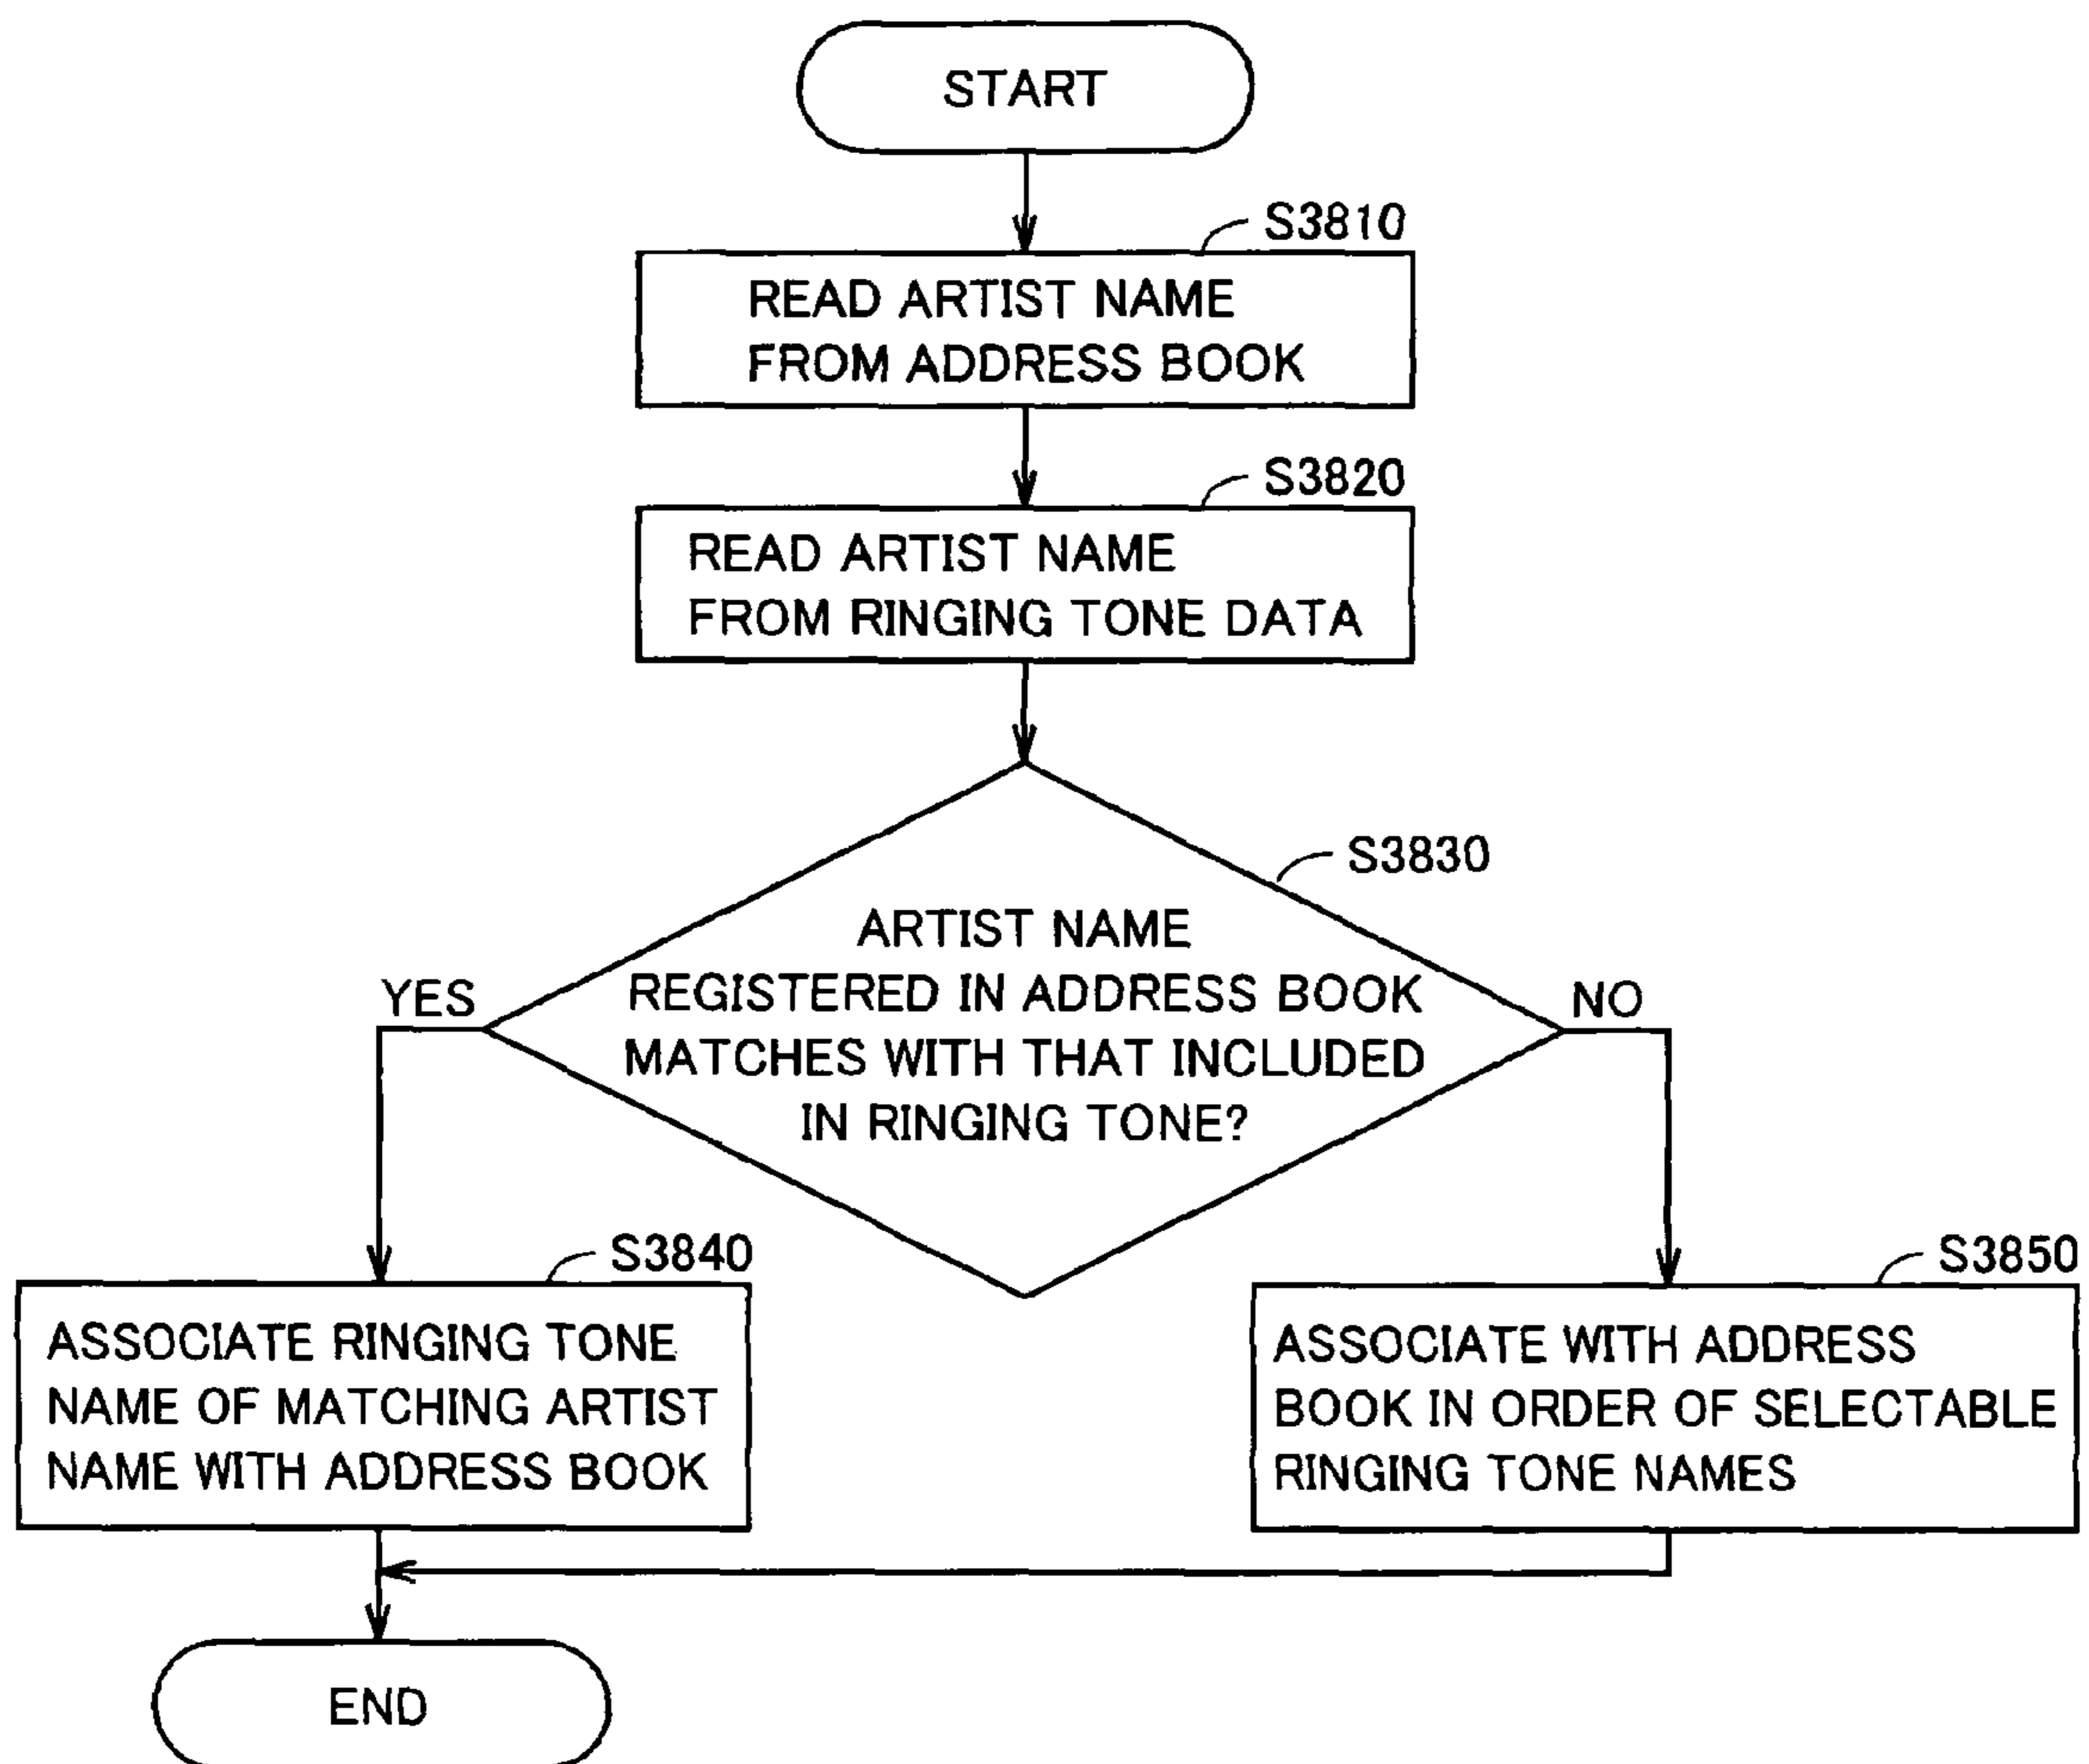 START
S3810
READ ARTIST NAME
FROM ADDRESS BOOK
S3820
READ ARTIST NAME
FROM RINGING TONE DATA
S3830
ARTIST NAME
REGISTERED IN ADDRESS BOOK
MATCHES WITH THAT INCLUDED
IN RINGING TONE?
YES
NO
S3840
ASSOCIATE RINGING TONE
NAME OF MATCHING ARTIST
NAME WITH ADDRESS BOOK
S3850
ASSOCIATE WITH ADDRESS
BOOK IN ORDER OF SELECTABLE
RINGING TONE NAMES
END